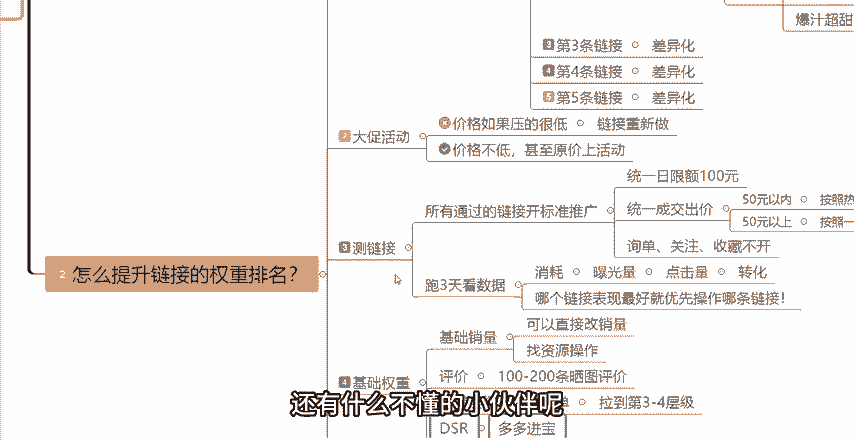 爆汁超甜
3 第3条链接 差异化
4 第4条链接 差异化
5 第5条链接 差异化
2 大促活动
价格如果压的很低 链接重新做
价格不低，甚至原价上活动
3 测链接
所有通过的链接开标准推广
统一日限额100元
统一成交出价
50元以内 按照热
50元以上 按照一
询单、关注、收藏不开
跑3天看数据
消耗 曝光量 点击量 转化
哪个链接表现最好就优先操作哪条链接！
2 怎么提升链接的权重排名？
4 基础权重
基础销量
可以直接改销量
找资源操作
评价 100-200条晒图评价
单 拉到第3-4层级
DSR 多多进宝
还有什么不懂的小伙伴呢